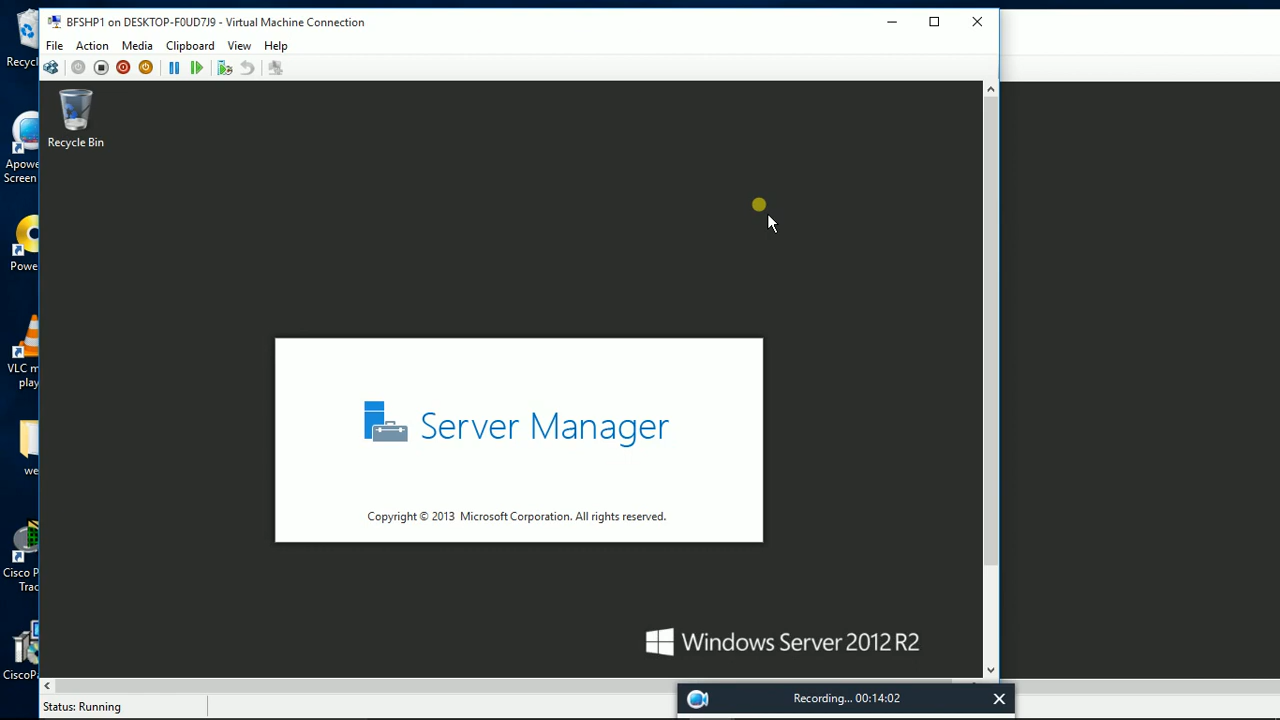 BFSHP1 on DESKTOP-F0UD7J9 - Virtual Machine Connection
File Action Media Clipboard View Help
Recycle Bin
Recycl
Apower
Screen
Powe
VLC m
play
we
Cisco P
Trac
CiscoPa
Server Manager
Copyright © 2013 Microsoft Corporation. All rights reserved.
Windows Server 2012 R2
Status: Running
Recording... 00:14:02